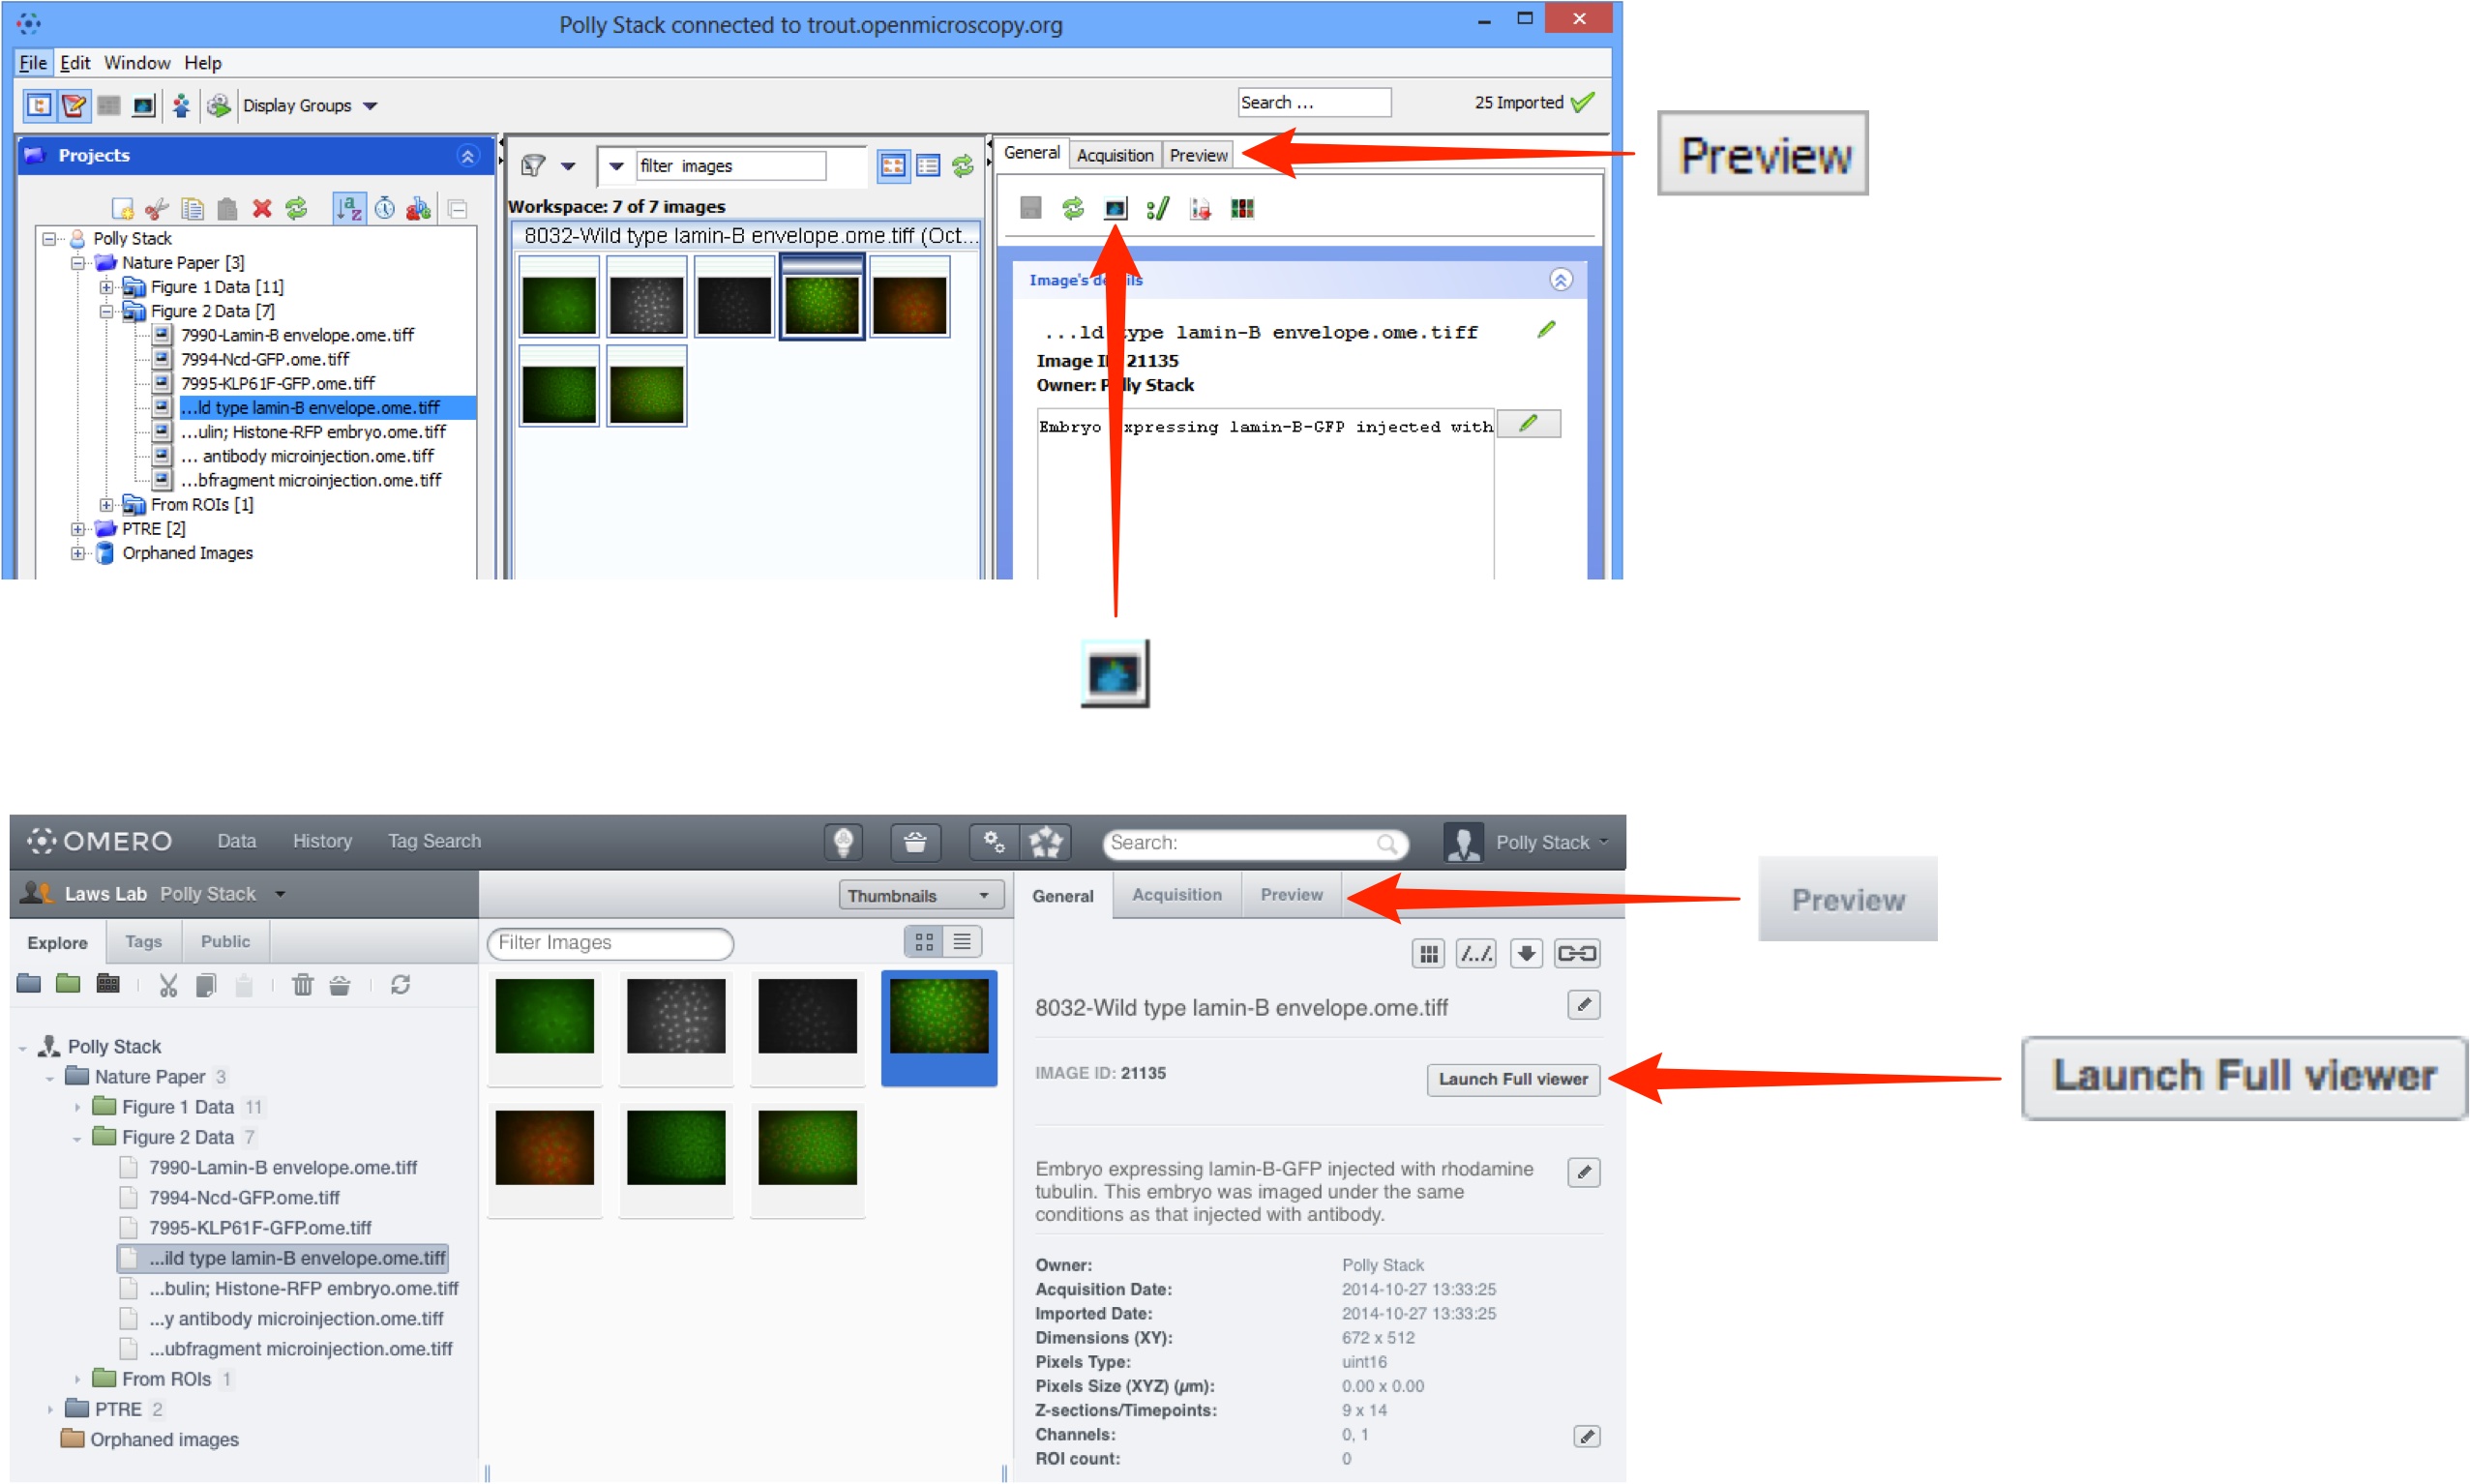 Polly Stack connected to trout.openmicroscopy.org
File Edit Window Help
Display Groups
Search ...
25 Imported
Projects
Polly Stack
Nature Paper [3]
Figure 1 Data [11]
Figure 2 Data [7]
7990-Lamin-B envelope.ome.tiff
7994-Ncd-GFP.ome.tiff
7995-KLP61F-GFP.ome.tiff
...ld type lamin-B envelope.ome.tiff
...ulin; Histone-RFP embryo.ome.tiff
... antibody microinjection.ome.tiff
...bfragment microinjection.ome.tiff
From ROIs [1]
PTRE [2]
Orphaned Images
filter images
Workspace: 7 of 7 images
8032-Wild type lamin-B envelope.ome.tiff (Oct...
General Acquisition Preview
Image's details
...ld type lamin-B envelope.ome.tiff
Image ID: 21135
Owner: Polly Stack
Embryo expressing lamin-B-GFP injected with
Preview
OMERO Data History Tag Search
Search:
Polly Stack
Laws Lab Polly Stack
Explore Tags Public
Polly Stack
Nature Paper 3
Figure 1 Data 11
Figure 2 Data 7
7990-Lamin-B envelope.ome.tiff
7994-Ncd-GFP.ome.tiff
7995-KLP61F-GFP.ome.tiff
...ild type lamin-B envelope.ome.tiff
...bulin; Histone-RFP embryo.ome.tiff
...y antibody microinjection.ome.tiff
...ubfragment microinjection.ome.tiff
From ROIs 1
PTRE 2
Orphaned images
Thumbnails
Filter Images
General Acquisition Preview
8032-Wild type lamin-B envelope.ome.tiff
IMAGE ID: 21135
Launch Full viewer
Embryo expressing lamin-B-GFP injected with rhodamine
tubulin. This embryo was imaged under the same
conditions as that injected with antibody.
Owner: Polly Stack
Acquisition Date: 2014-10-27 13:33:25
Imported Date: 2014-10-27 13:33:25
Dimensions (XY): 672 x 512
Pixels Type: uint16
Pixels Size (XYZ) (µm): 0.00 x 0.00
Z-sections/Timepoints: 9 x 14
Channels: 0, 1
ROI count: 0
Preview
Launch Full viewer